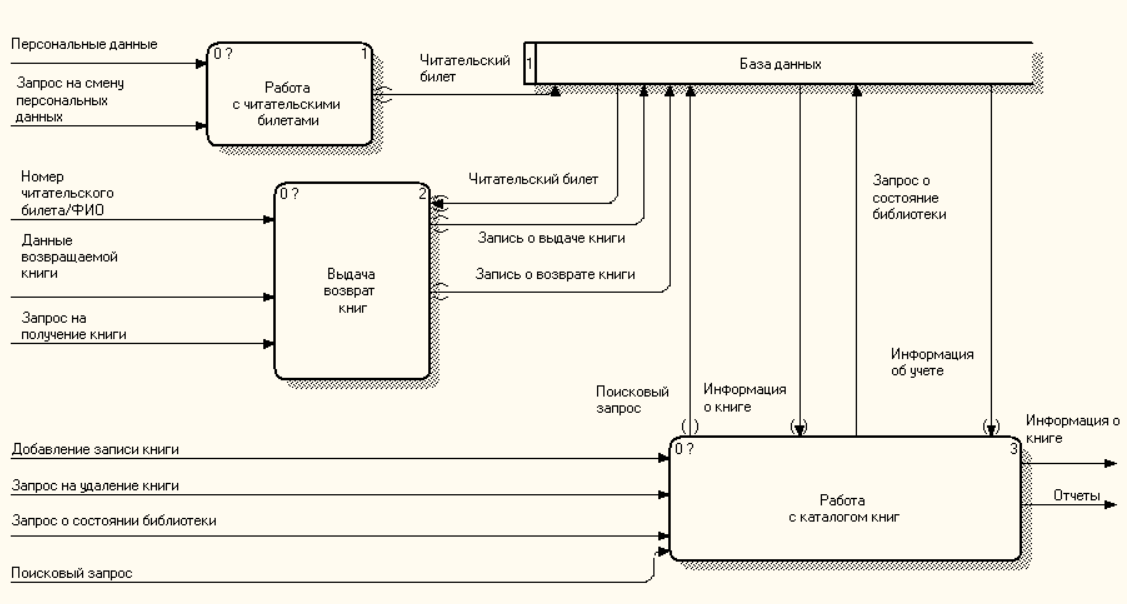 Персональные данные
0 ?
1
Запрос на смену
персональных
данных
Работа
с читательскими
билетами
Читательский
билет
1
База данных
Номер
читательского
билета/ФИО
Данные
возвращаемой
книги
Запрос на
получение книги
0 ?
2
Выдача
возврат
книг
Читательский билет
Запись о выдаче книги
Запись о возврате книги
Запрос о
состояние
библиотеки
Информация
об учете
Поисковый
запрос
Информация
о книге
Добавление записи книги
Запрос на удаление книги
Запрос о состоянии библиотеки
Поисковый запрос
0 ?
3
Работа
с каталогом книг
Информация о
книге
Отчеты